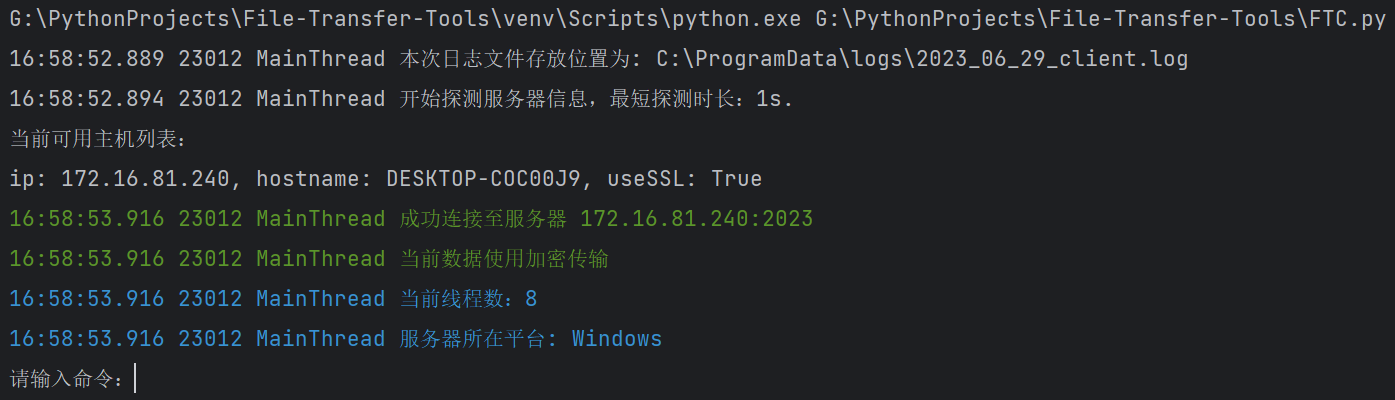 G:\PythonProjects\File-Transfer-Tools\venv\Scripts\python.exe G:\PythonProjects\File-Transfer-Tools\FTC.py
16:58:52.889 23012 MainThread 本次日志文件存放位置为: C:\ProgramData\logs\2023_06_29_client.log
16:58:52.894 23012 MainThread 开始探测服务器信息，最短探测时长：1s.
当前可用主机列表：
ip: 172.16.81.240, hostname: DESKTOP-COC00J9, useSSL: True
16:58:53.916 23012 MainThread 成功连接至服务器 172.16.81.240:2023
16:58:53.916 23012 MainThread 当前数据使用加密传输
16:58:53.916 23012 MainThread 当前线程数：8
16:58:53.916 23012 MainThread 服务器所在平台: Windows
请输入命令：